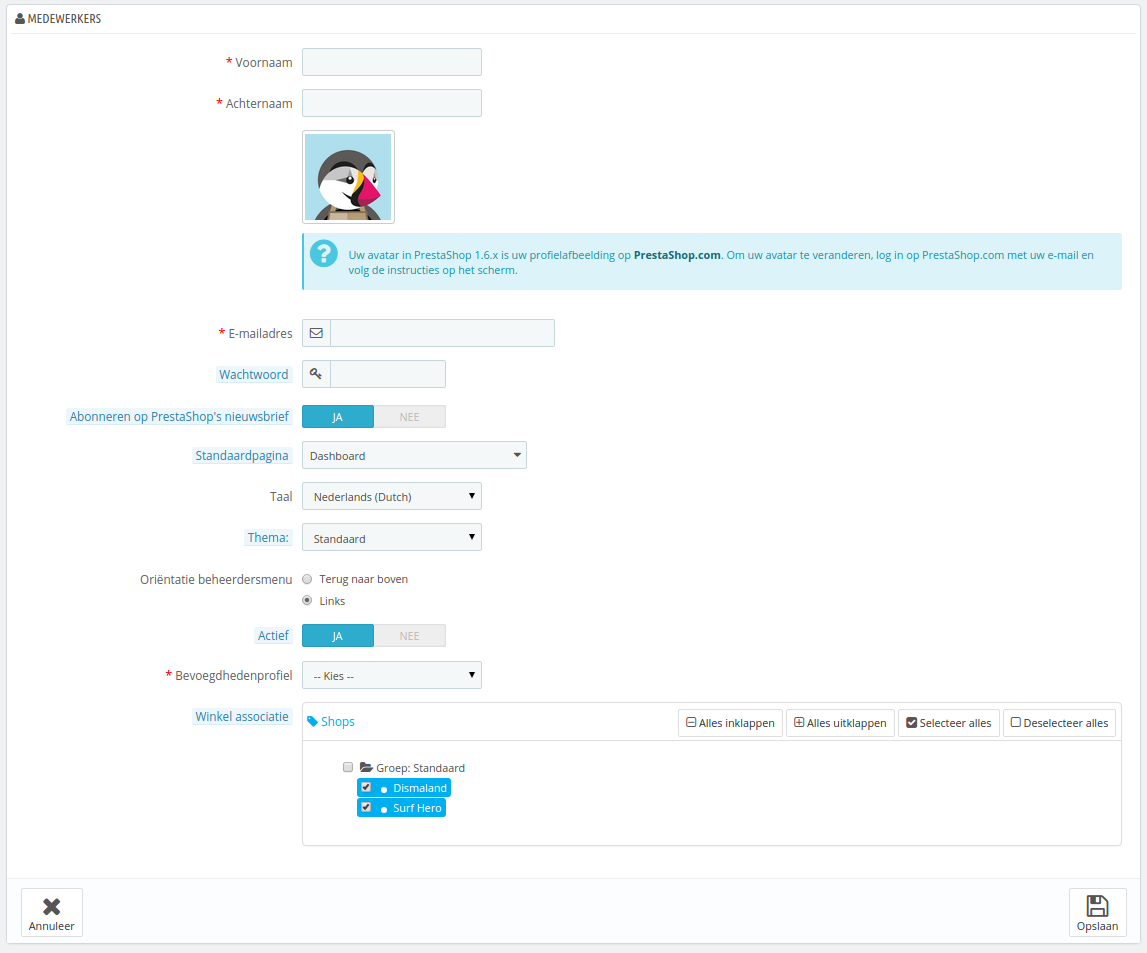 MEDEWERKERS
* Voornaam
* Achternaam
Uw avatar in PrestaShop 1.6.x is uw profielafbeelding op PrestaShop.com. Om uw avatar te veranderen, log in op PrestaShop.com met uw e-mail en
volg de instructies op het scherm.
* E-mailadres
Wachtwoord
Abonneren op PrestaShop's nieuwsbrief JA NEE
Standaardpagina Dashboard
Taal Nederlands (Dutch)
Thema: Standaard
Oriëntatie beheerdersmenu Terug naar boven
Links
Actief JA NEE
* Bevoegdhedenprofiel -- Kies --
Winkel associatie Shops Alles inklappen Alles uitklappen Selecteer alles Deselecteer alles
Groep: Standaard
Dismaland
Surf Hero
Annuleer Opslaan